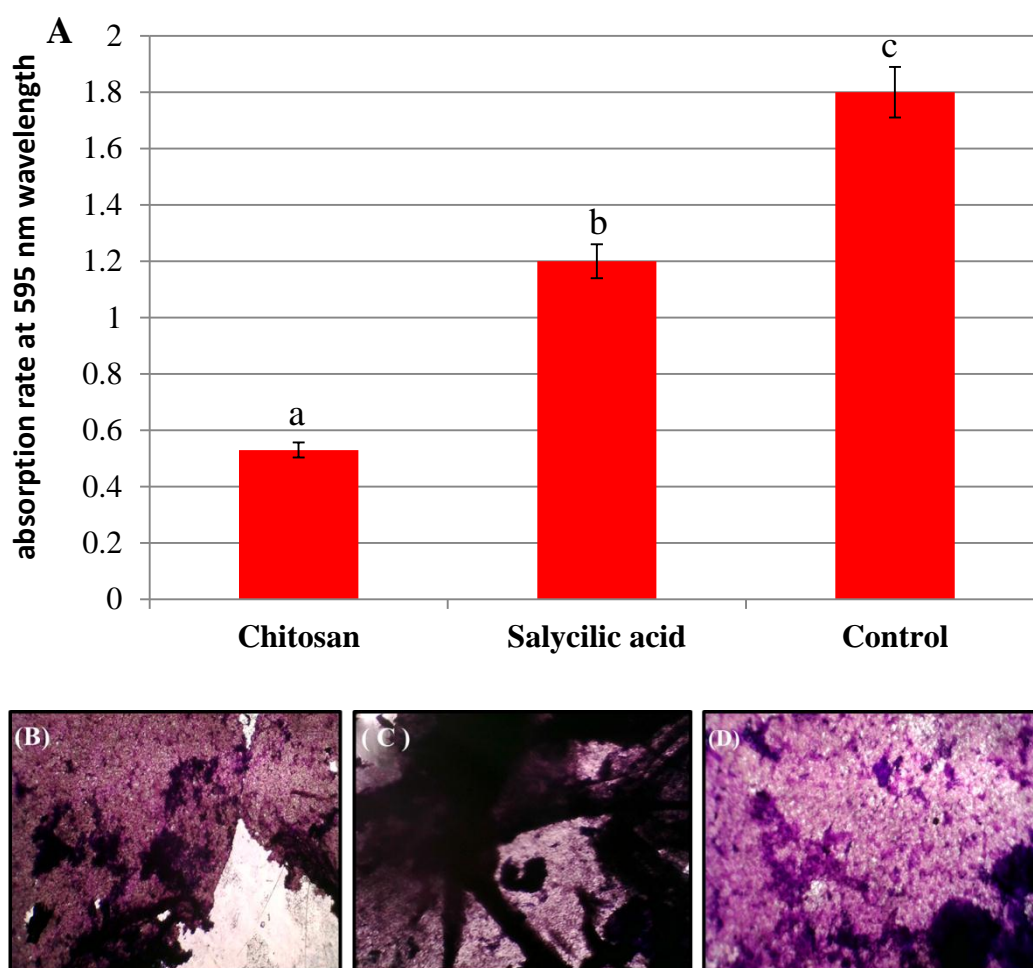 A
absorption rate at 595 nm wavelength
2
1.8
1.6
1.4
1.2
1
0.8
0.6
0.4
0.2
0
a
b
c
Chitosan
Salycilic acid
Control
(B)
( C )
(D)